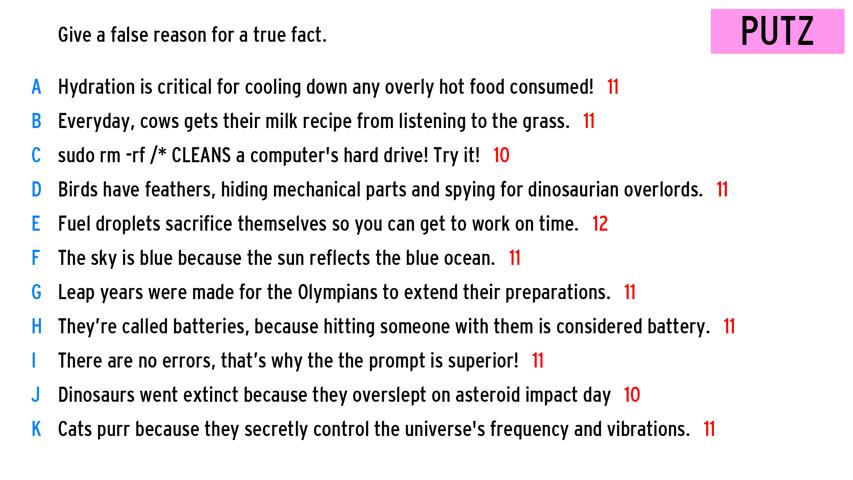 Give a false reason for a true fact.
PUTZ
A Hydration is critical for cooling down any overly hot food consumed! 11
B Everyday, cows gets their milk recipe from listening to the grass. 11
C sudo rm -rf /* CLEANS a computer's hard drive! Try it! 10
D Birds have feathers, hiding mechanical parts and spying for dinosaurian overlords. 11
E Fuel droplets sacrifice themselves so you can get to work on time. 12
F The sky is blue because the sun reflects the blue ocean. 11
G Leap years were made for the Olympians to extend their preparations. 11
H They’re called batteries, because hitting someone with them is considered battery. 11
I There are no errors, that’s why the the prompt is superior! 11
J Dinosaurs went extinct because they overslept on asteroid impact day 10
K Cats purr because they secretly control the universe's frequency and vibrations. 11